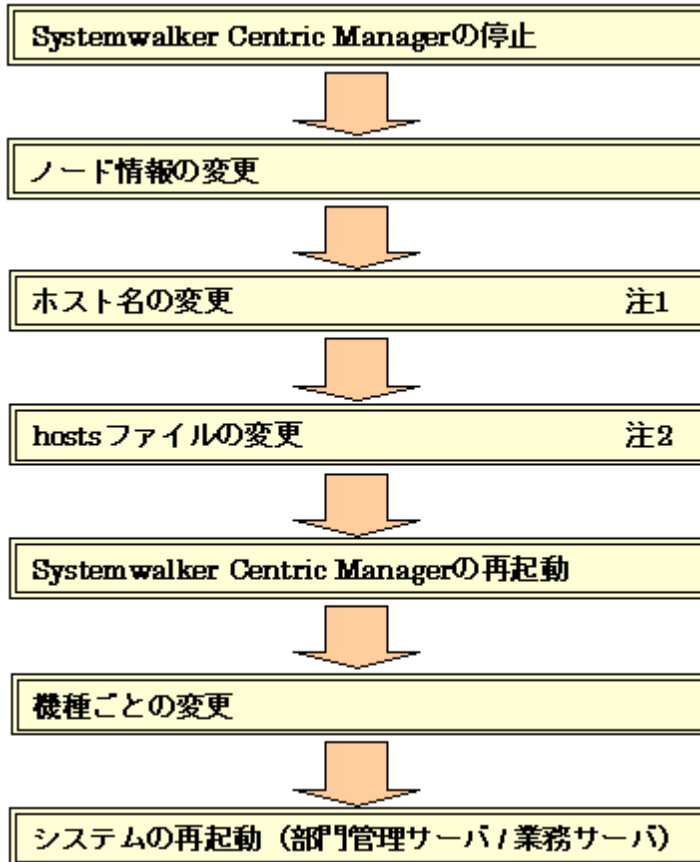 Systemwalker Centric Managerの停止
ノード情報の変更
ホスト名の変更 注1
hostsファイルの変更 注2
Systemwalker Centric Managerの再起動
機種ごとの変更
システムの再起動（部門管理サーバ / 業務サーバ）